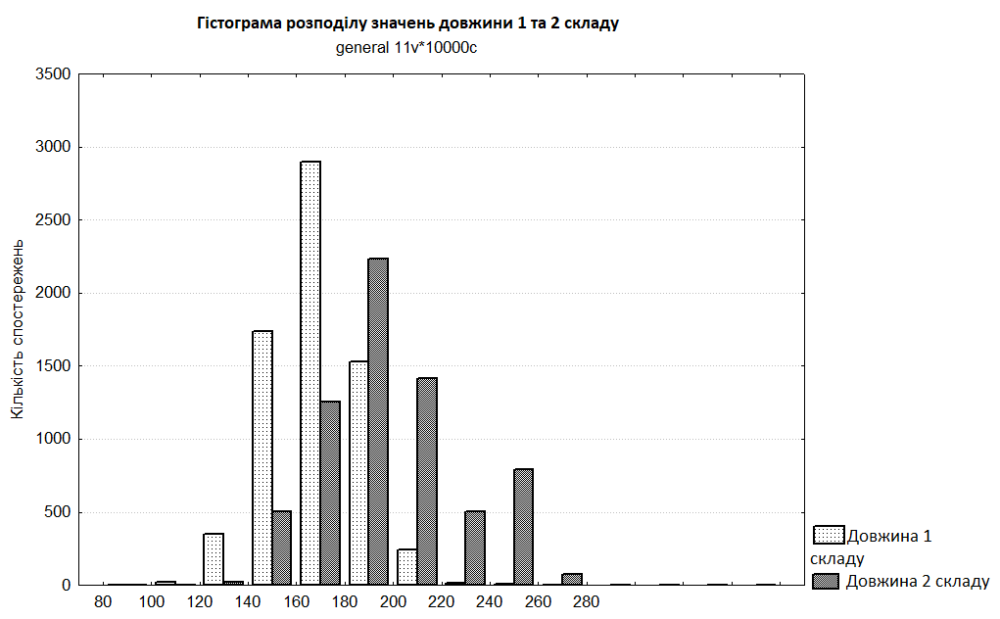 Гістограма розподілу значень довжини 1 та 2 складу
general 11v*10000c
Кількість спостережень
3500
3000
2500
2000
1500
1000
500
0
80 100 120 140 160 180 200 220 240 260 280
Довжина 1
складу
Довжина 2 складу